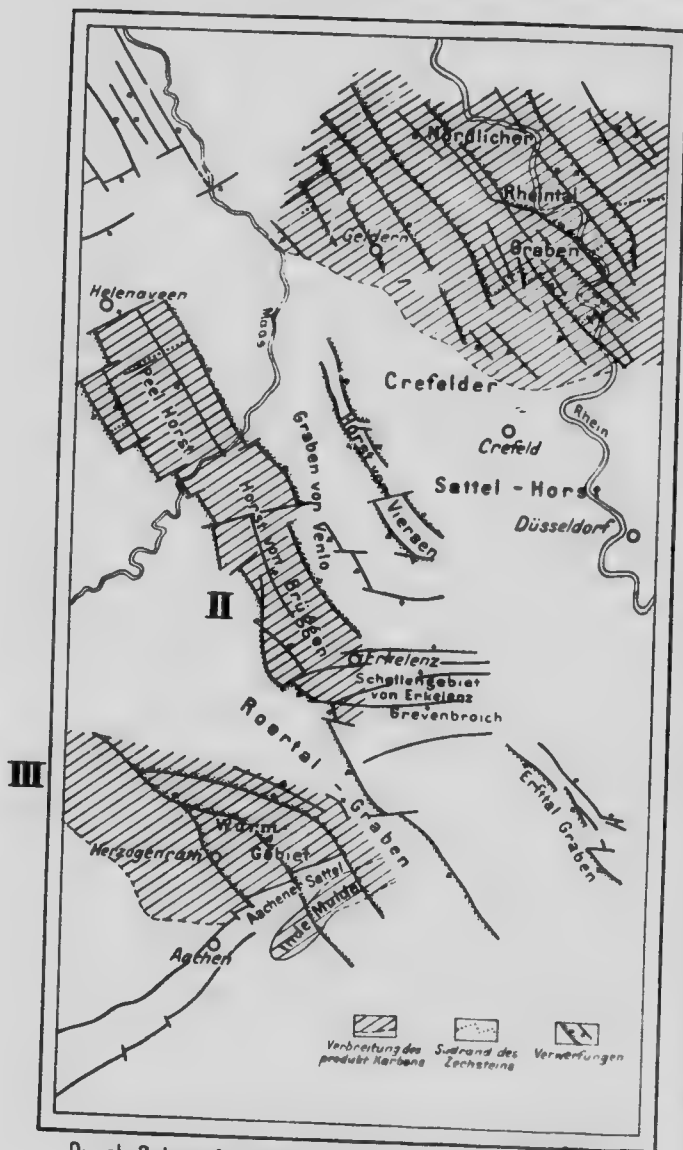 Nördlicher
Rheintal
Graben
Geldern
Helenaveen
Maas
Peel Horst
Crefelder
Rhein
Crefeld
Sattel - Horst
Düsseldorf
Graben von Venlo
Horst von
Viersen
Horst von Brüggen
II
Erkelenz
Schollengebiet
von Erkelenz
Grevenbroich
Roertal - Graben
III
Erfttal Graben
Wurm
Gebiet
Herzogenrath
Aachener Sattel
Inde Mulde
Aachen
Verbreitung des
produkt. Karbons
Südrand des
Zechsteins
Verwerfungen